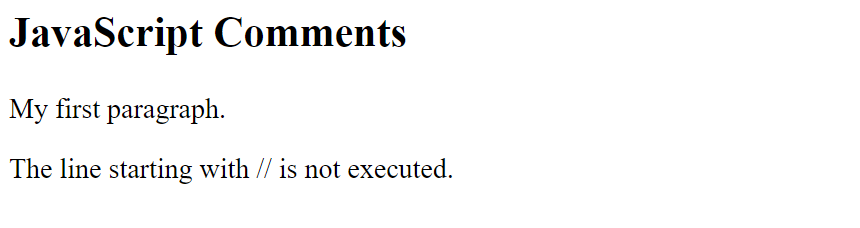 JavaScript Comments
My first paragraph.
The line starting with // is not executed.